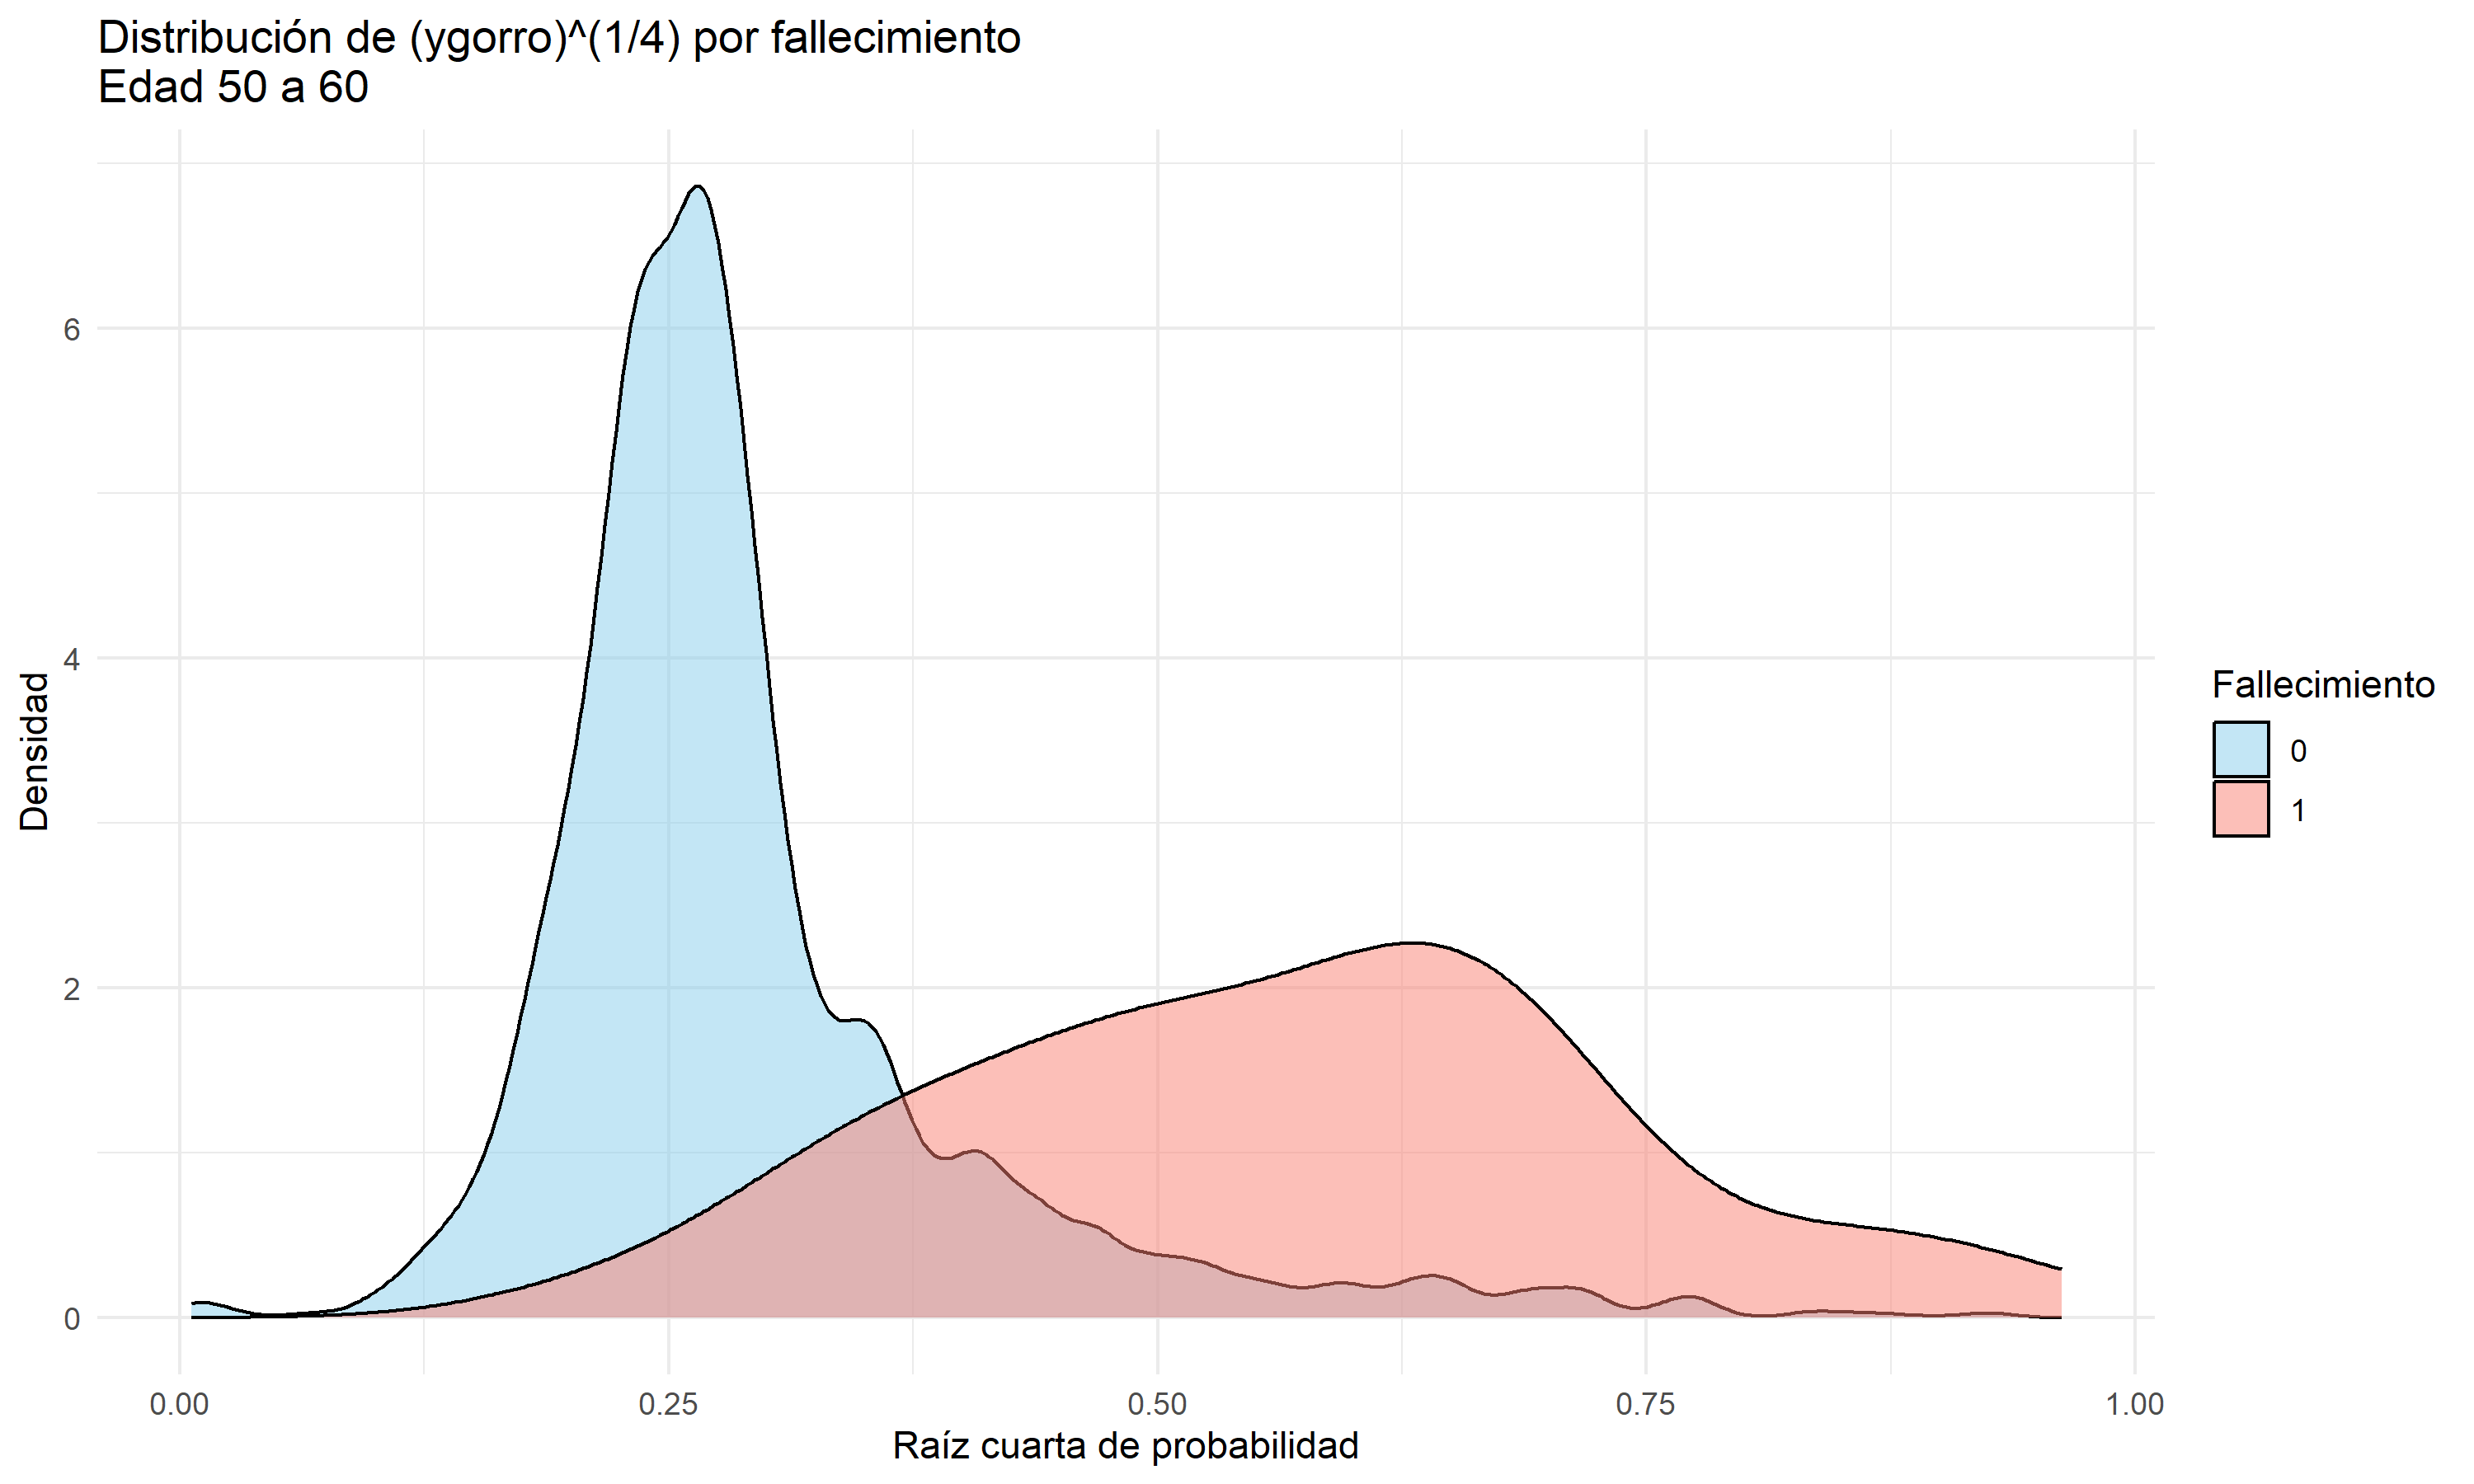 Distribución de (ygorro)^(1/4) por fallecimiento
Edad 50 a 60
Densidad
6
4
2
0
0.00 0.25 0.50 0.75 1.00
Raíz cuarta de probabilidad
Fallecimiento
0
1